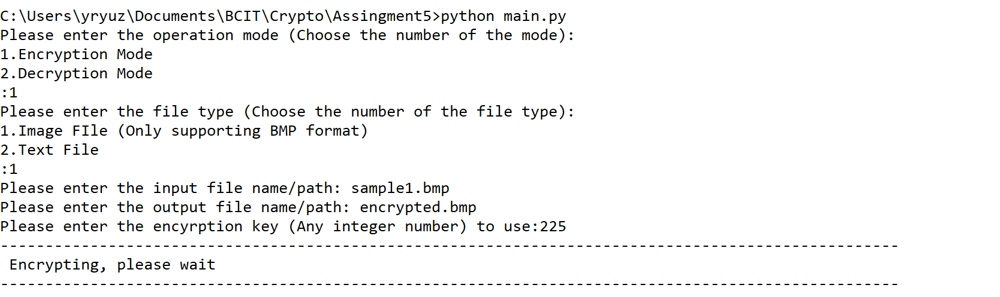 C:\Users\yryuz\Documents\BCIT\Crypto\Assingment5>python main.py
Please enter the operation mode (Choose the number of the mode):
1.Encryption Mode
2.Decryption Mode
:1
Please enter the file type (Choose the number of the file type):
1.Image FIle (Only supporting BMP format)
2.Text File
:1
Please enter the input file name/path: sample1.bmp
Please enter the output file name/path: encrypted.bmp
Please enter the encyrption key (Any integer number) to use:225
----------------------------------------------------------------------------------------------------
 Encrypting, please wait
----------------------------------------------------------------------------------------------------